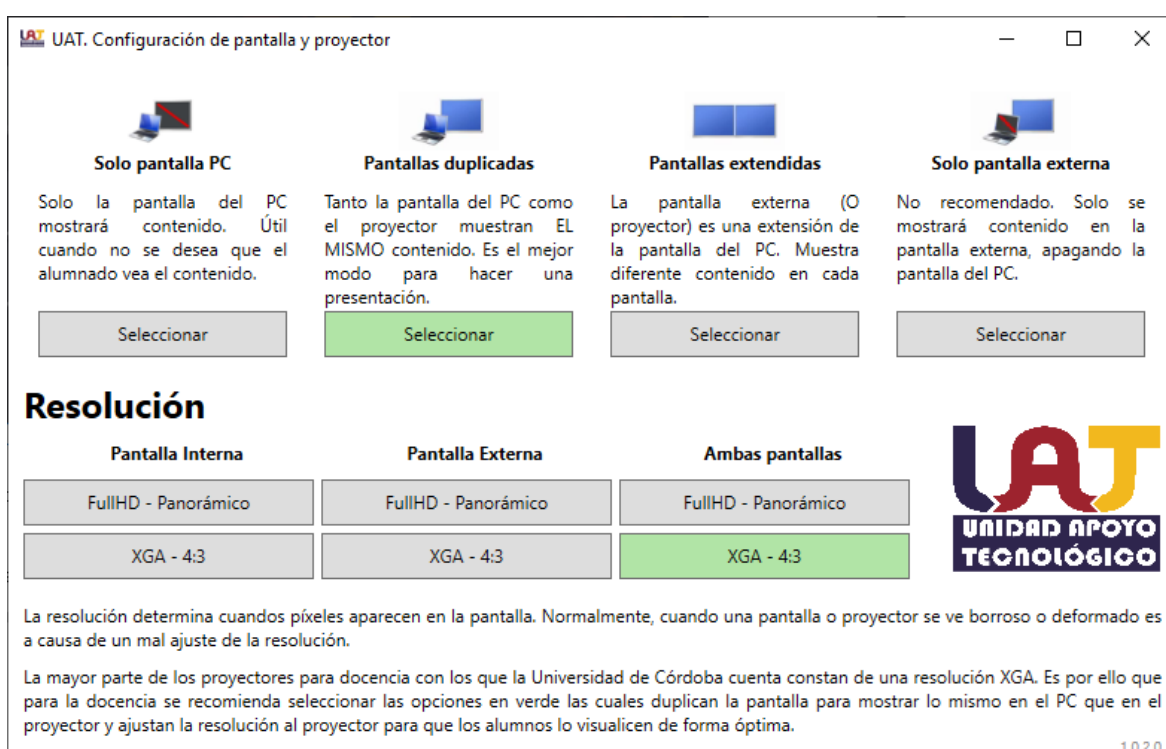 UAT. Configuración de pantalla y proyector
Solo pantalla PC
Solo la pantalla del PC
mostrará contenido. Útil
cuando no se desea que el
alumnado vea el contenido.
Seleccionar
Pantallas duplicadas
Tanto la pantalla del PC como
el proyector muestran EL
MISMO contenido. Es el mejor
modo para hacer una
presentación.
Seleccionar
Pantallas extendidas
La pantalla externa (O
proyector) es una extensión de
la pantalla del PC. Muestra
diferente contenido en cada
pantalla.
Seleccionar
Solo pantalla externa
No recomendado. Solo se
mostrará contenido en la
pantalla externa, apagando la
pantalla del PC.
Seleccionar
Resolución
Pantalla Interna
FullHD - Panorámico
XGA - 4:3
Pantalla Externa
FullHD - Panorámico
XGA - 4:3
Ambas pantallas
FullHD - Panorámico
XGA - 4:3
UAT
UNIDAD APOYO
TECNOLÓGICO
La resolución determina cuandos píxeles aparecen en la pantalla. Normalmente, cuando una pantalla o proyector se ve borroso o deformado es
a causa de un mal ajuste de la resolución.
La mayor parte de los proyectores para docencia con los que la Universidad de Córdoba cuenta constan de una resolución XGA. Es por ello que
para la docencia se recomienda seleccionar las opciones en verde las cuales duplican la pantalla para mostrar lo mismo en el PC que en el
proyector y ajustan la resolución al proyector para que los alumnos lo visualicen de forma óptima.
1.0.2.0